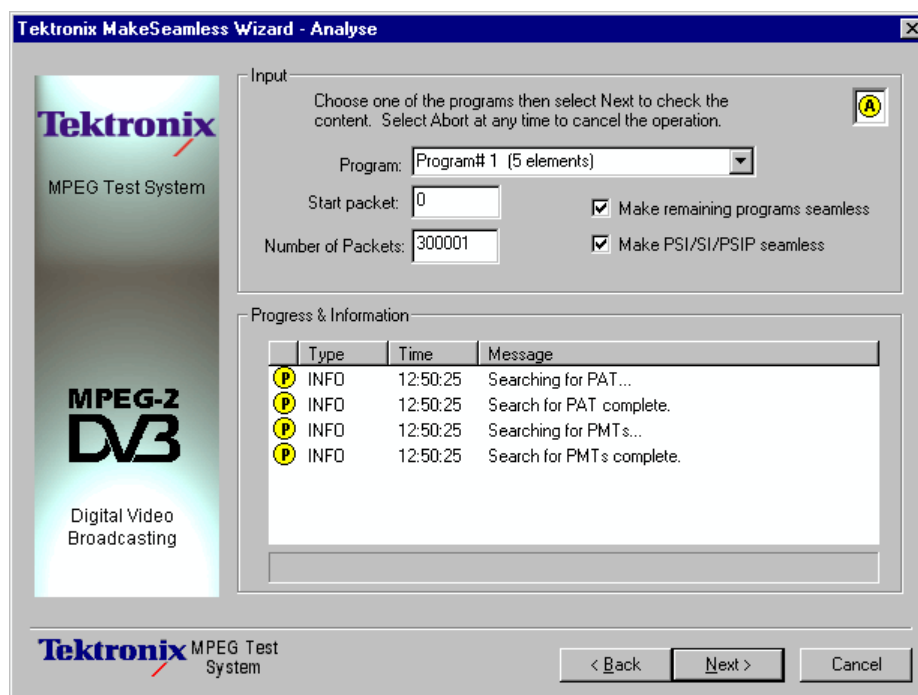 Tektronix MakeSeamless Wizard - Analyse
Tektronix
MPEG Test System
MPEG-2
DVB
Digital Video
Broadcasting
Input
Choose one of the programs then select Next to check the
content. Select Abort at any time to cancel the operation.
A
Program: Program# 1 (5 elements)
Start packet: 0
Make remaining programs seamless
Number of Packets: 300001
Make PSI/SI/PSIP seamless
Progress & Information
Type Time Message
P INFO 12:50:25 Searching for PAT...
P INFO 12:50:25 Search for PAT complete.
P INFO 12:50:25 Searching for PMTs...
P INFO 12:50:25 Search for PMTs complete.
Tektronix MPEG Test
System
< Back Next > Cancel